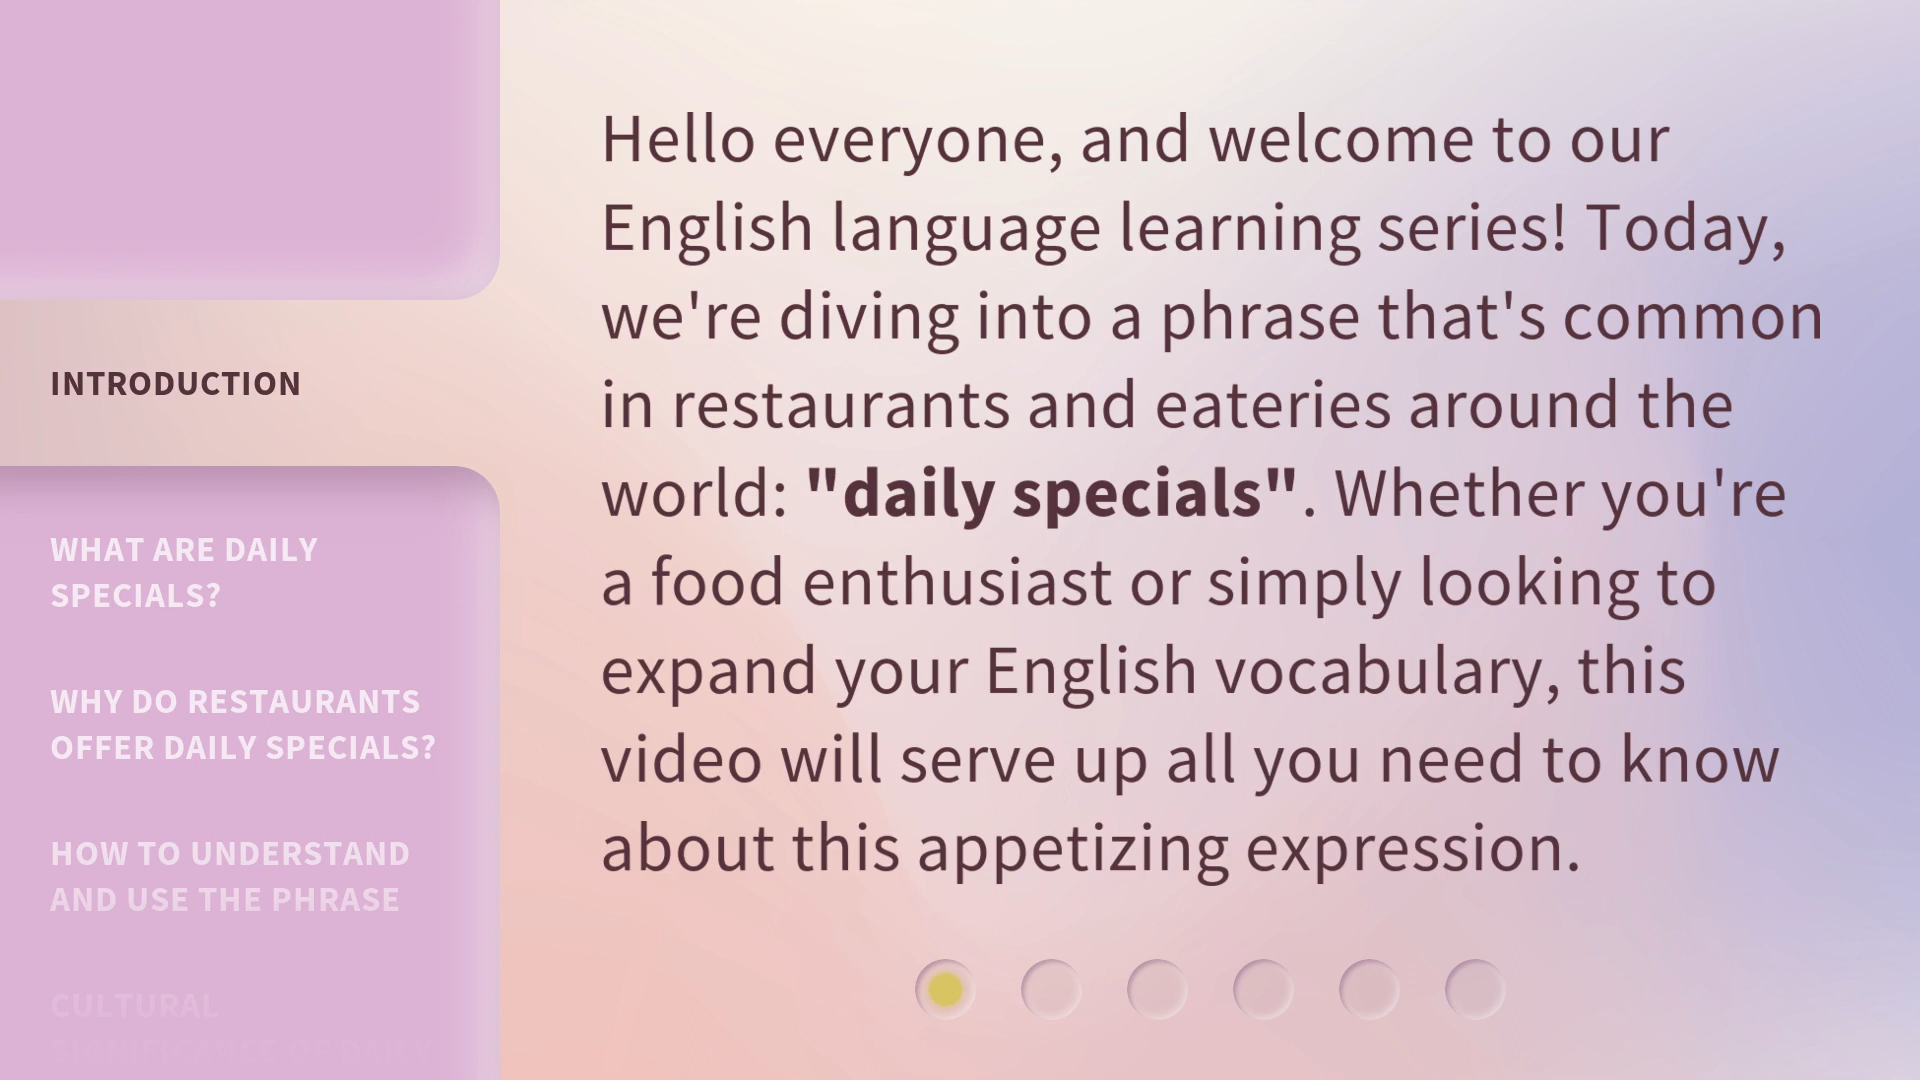 INTRODUCTION
WHAT ARE DAILY
SPECIALS?
WHY DO RESTAURANTS
OFFER DAILY SPECIALS?
HOW TO UNDERSTAND
AND USE THE PHRASE
CULTURAL
SIGNIFICANCE OF DAILY
Hello everyone, and welcome to our
English language learning series! Today,
we're diving into a phrase that's common
in restaurants and eateries around the
world: "daily specials". Whether you're
a food enthusiast or simply looking to
expand your English vocabulary, this
video will serve up all you need to know
about this appetizing expression.